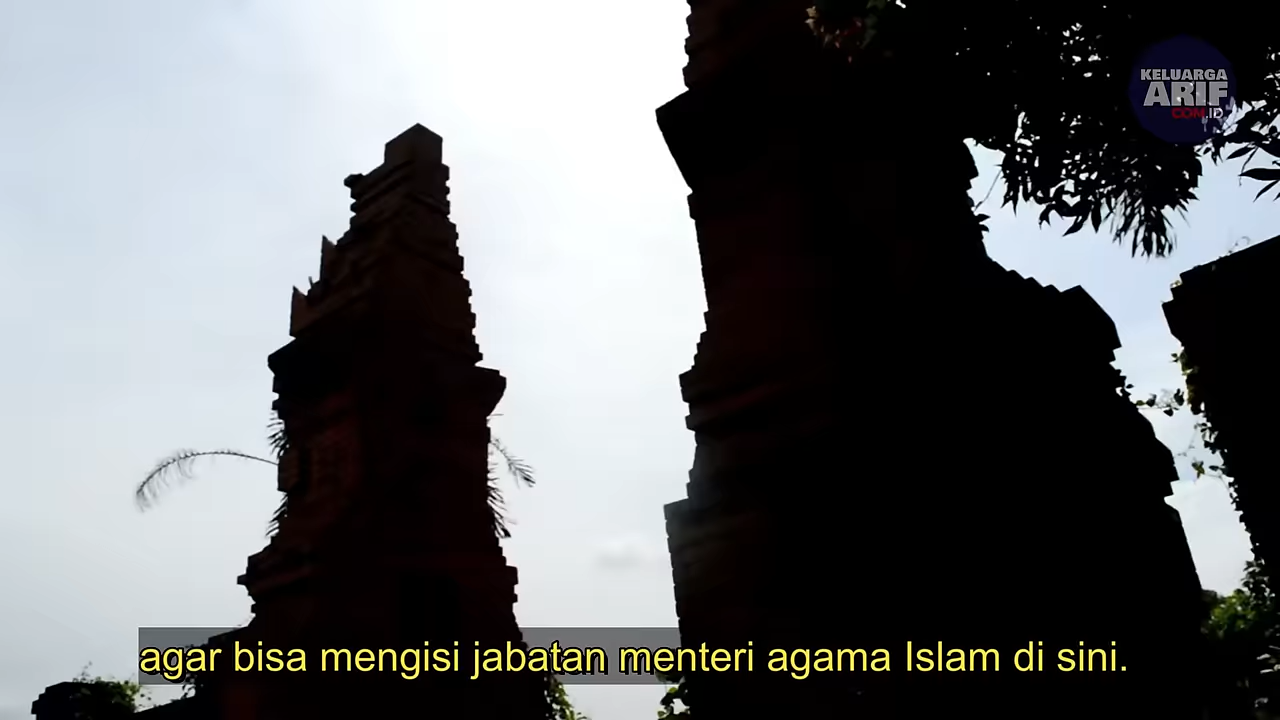 KELUARGA
ARIF
.COM.ID
agar bisa mengisi jabatan menteri agama Islam di sini.